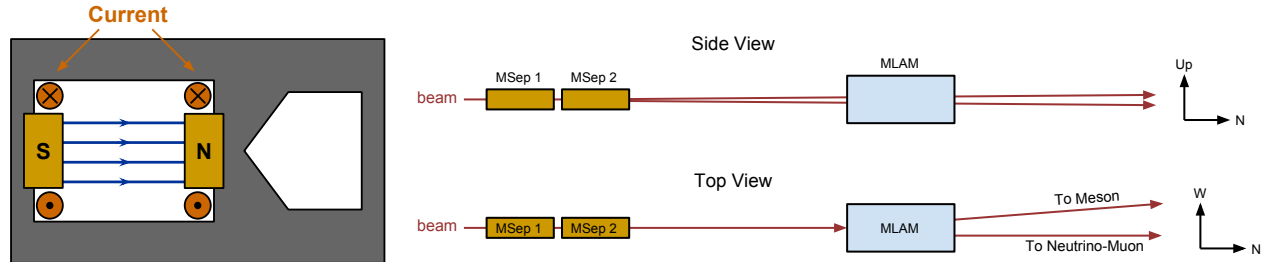 Current
S
N
Side View
beam
MSep 1
MSep 2
MLAM
Up
N
Top View
beam
MSep 1
MSep 2
MLAM
To Meson
To Neutrino-Muon
W
N